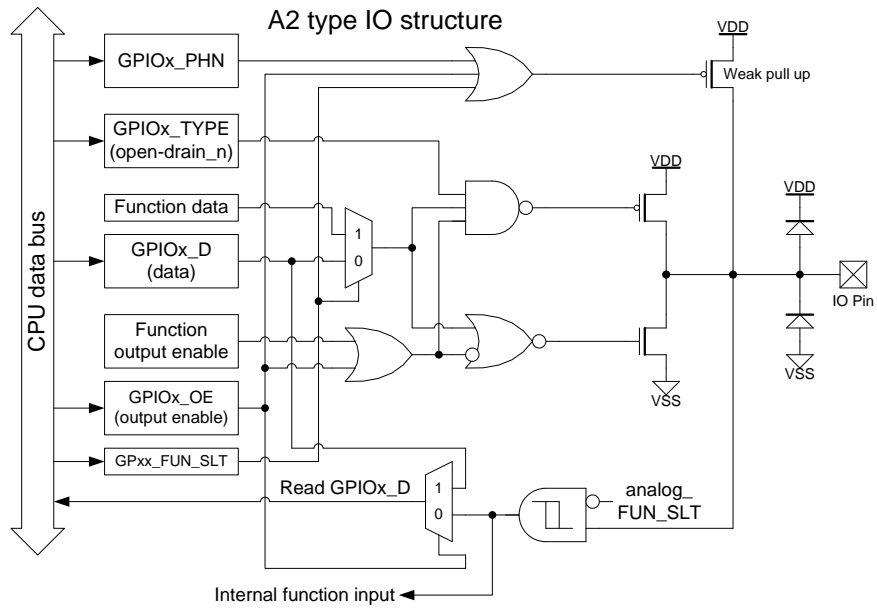 A2 type IO structure
CPU data bus
GPIOx_PHN
VDD
Weak pull up
GPIOx_TYPE
(open-drain_n)
VDD
VDD
Function data
1
0
GPIOx_D
(data)
IO Pin
Function
output enable
VSS
VSS
GPIOx_OE
(output enable)
GPxx_FUN_SLT
Read GPIOx_D
1
0
analog_
FUN_SLT
Internal function input